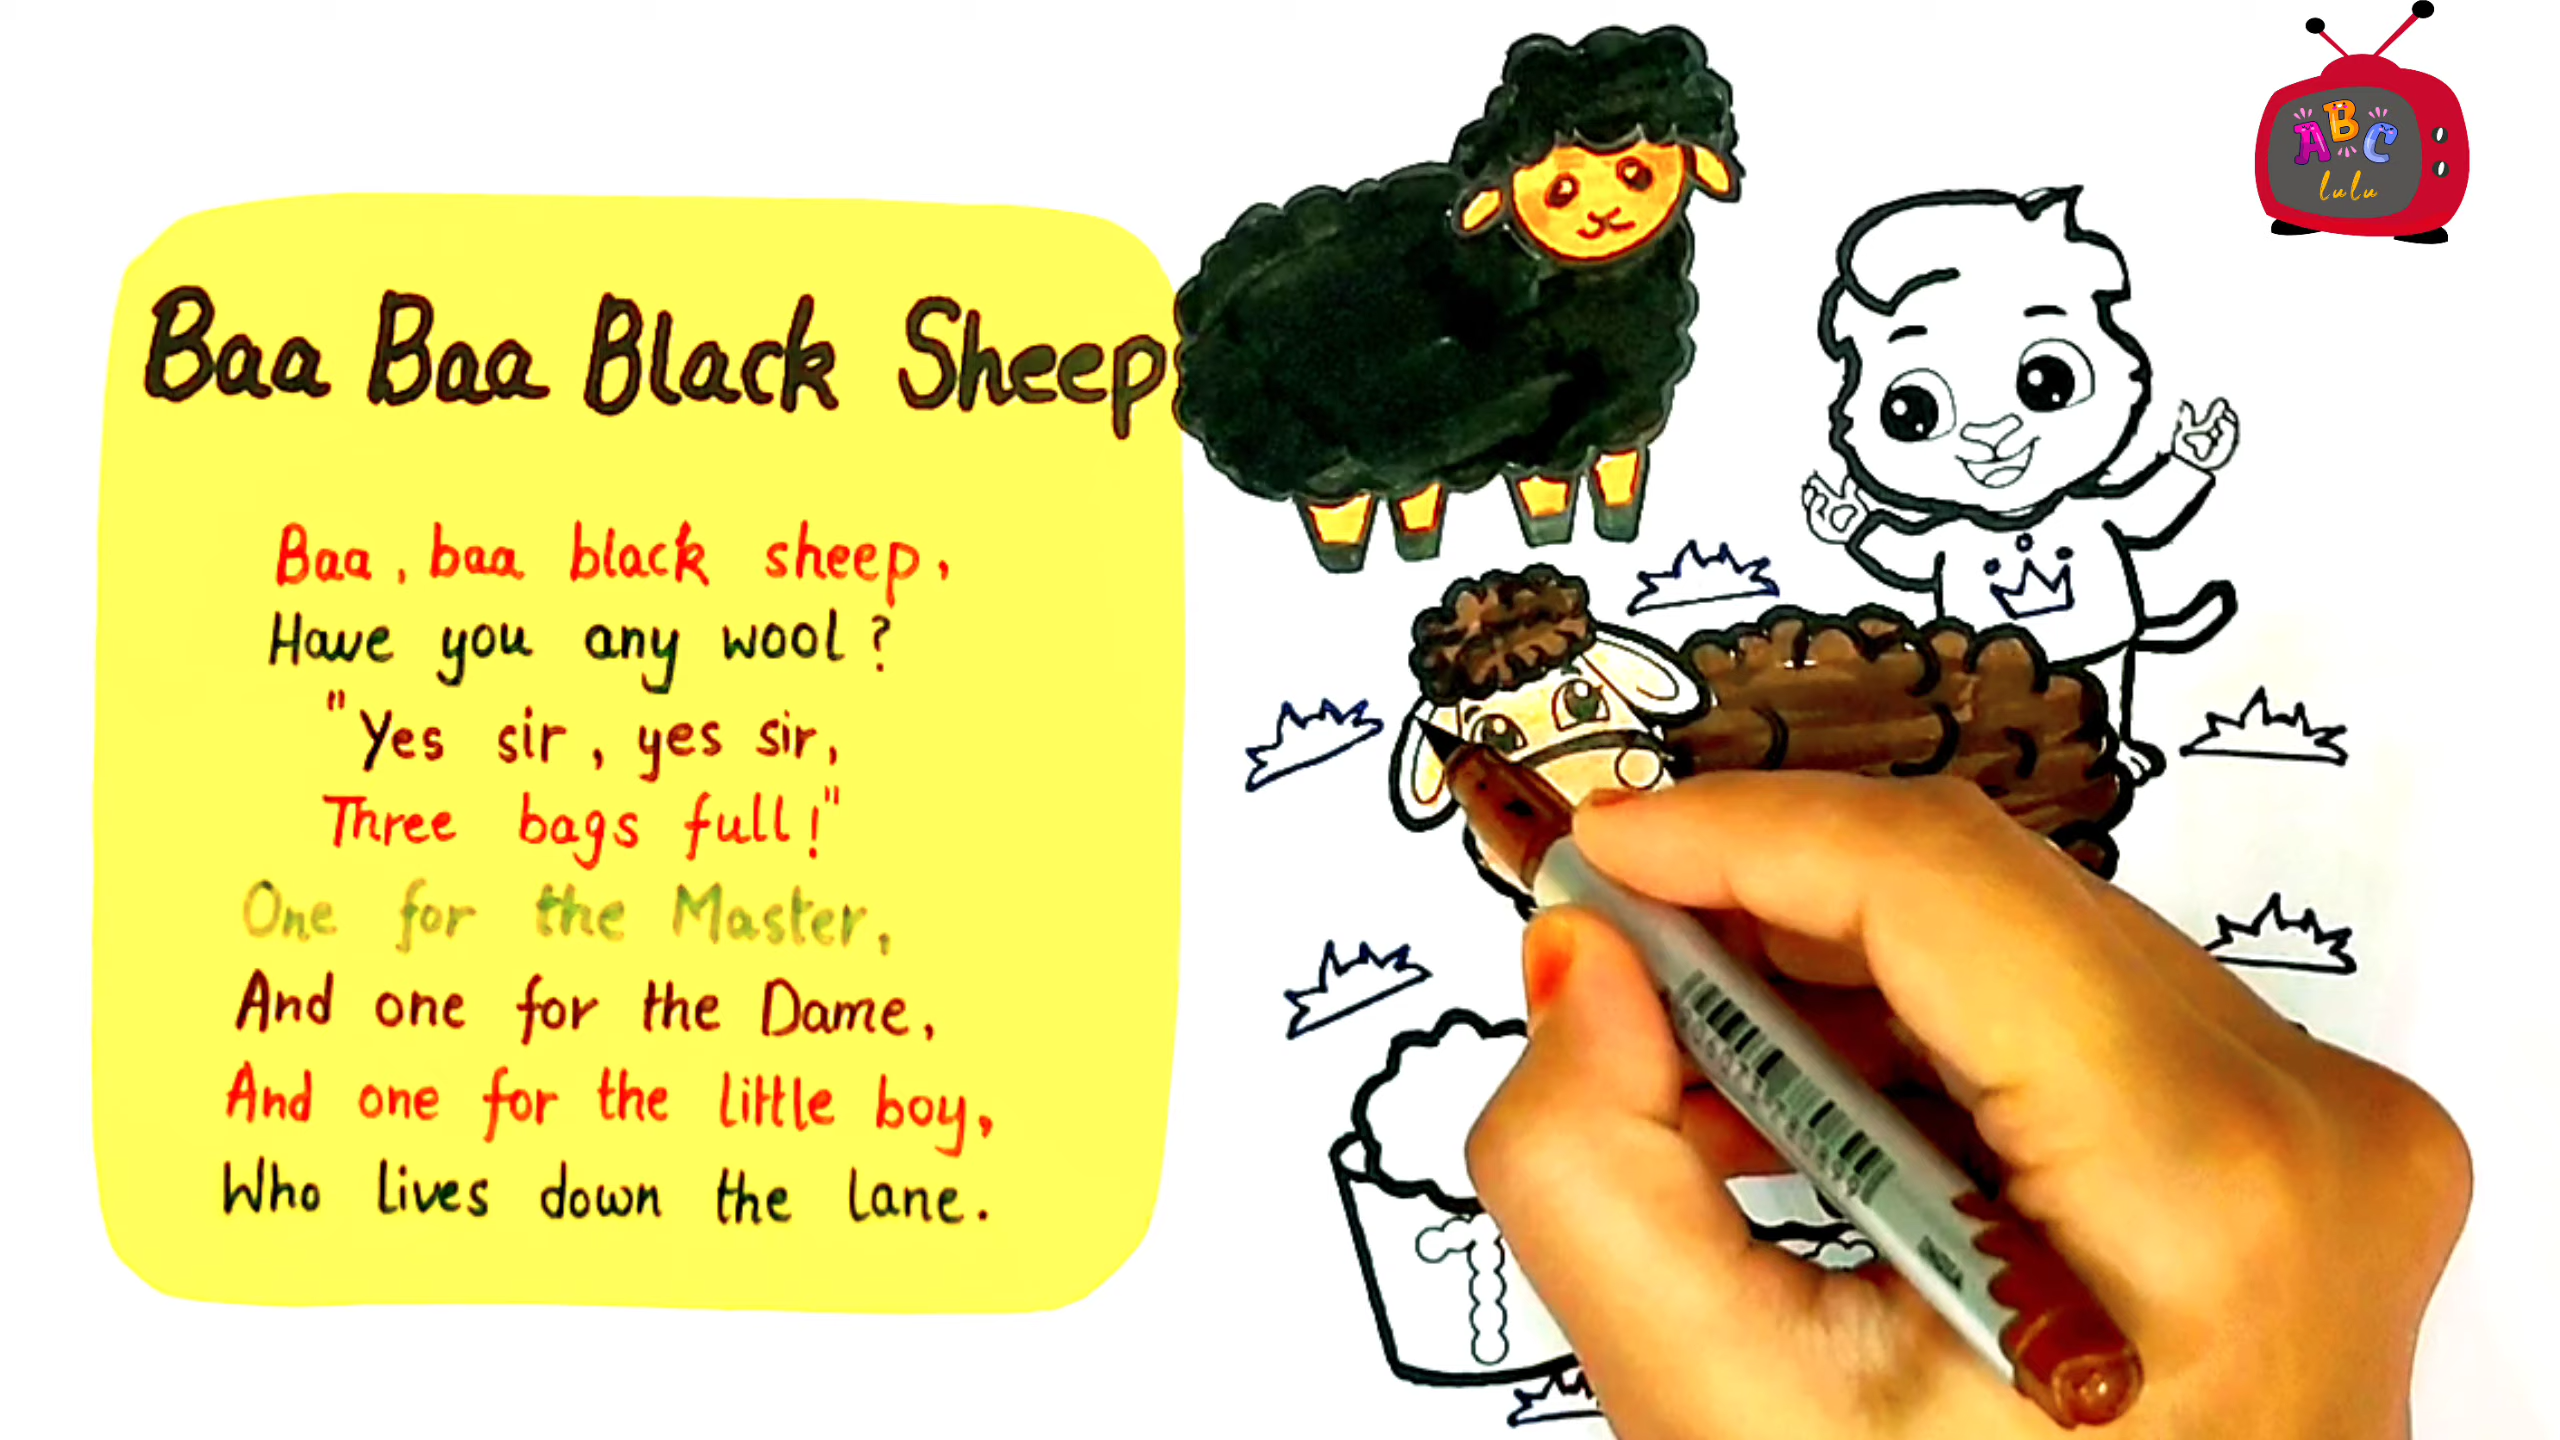 Baa Baa Black Sheep
Baa, baa black sheep,
Have you any wool?
"Yes sir, yes sir,
Three bags full!"
One for the Master,
And one for the Dame,
And one for the little boy,
Who lives down the lane.
ABC
lulu
1